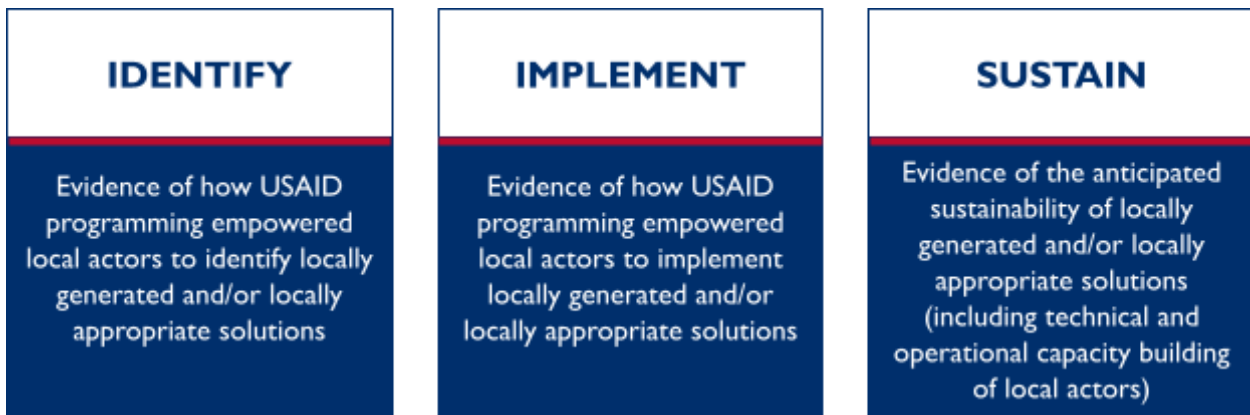 IDENTIFY
Evidence of how USAID
programming empowered
local actors to identify locally
generated and/or locally
appropriate solutions
IMPLEMENT
Evidence of how USAID
programming empowered
local actors to implement
locally generated and/or
locally appropriate solutions
SUSTAIN
Evidence of the anticipated
sustainability of locally
generated and/or locally
appropriate solutions
(including technical and
operational capacity building
of local actors)